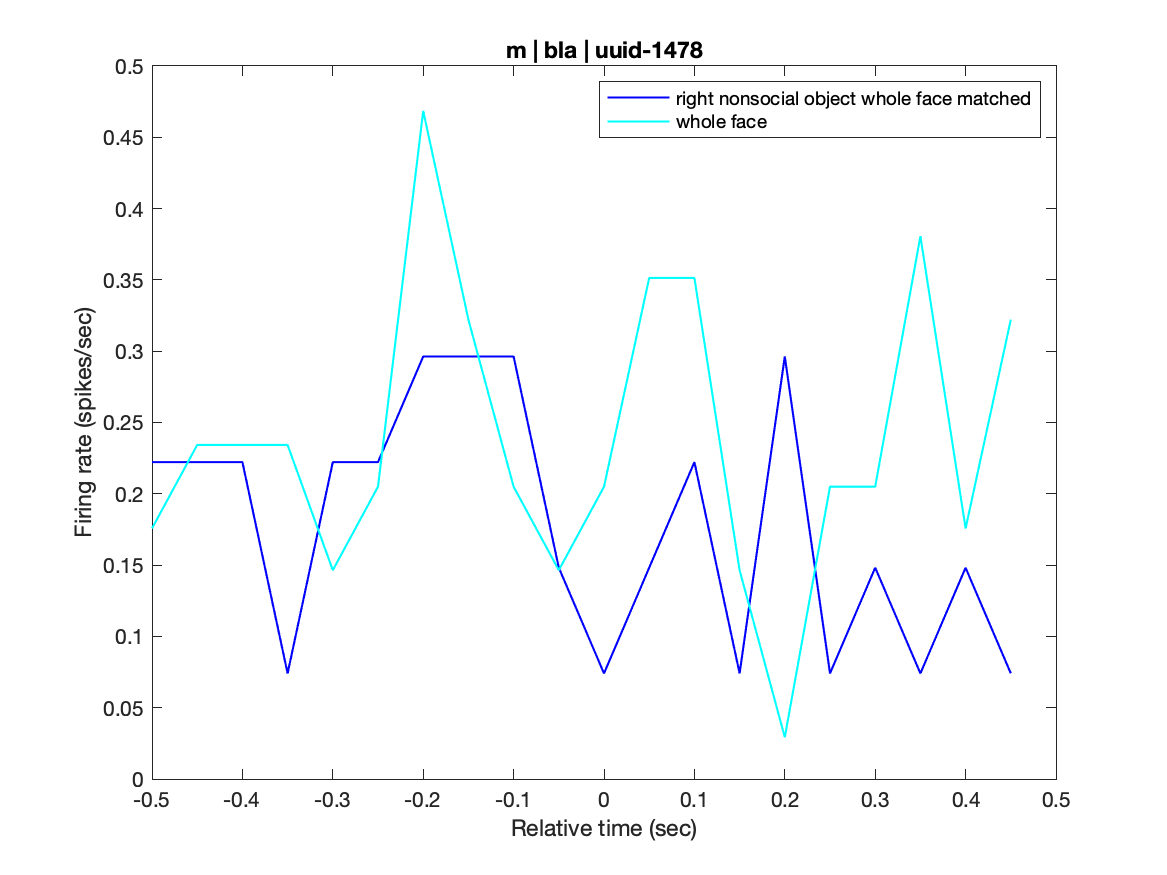 m | bla | uuid-1478
right nonsocial object whole face matched
whole face
Firing rate (spikes/sec)
0.5
0.45
0.4
0.35
0.3
0.25
0.2
0.15
0.1
0.05
0
-0.5 -0.4 -0.3 -0.2 -0.1 0 0.1 0.2 0.3 0.4 0.5
Relative time (sec)